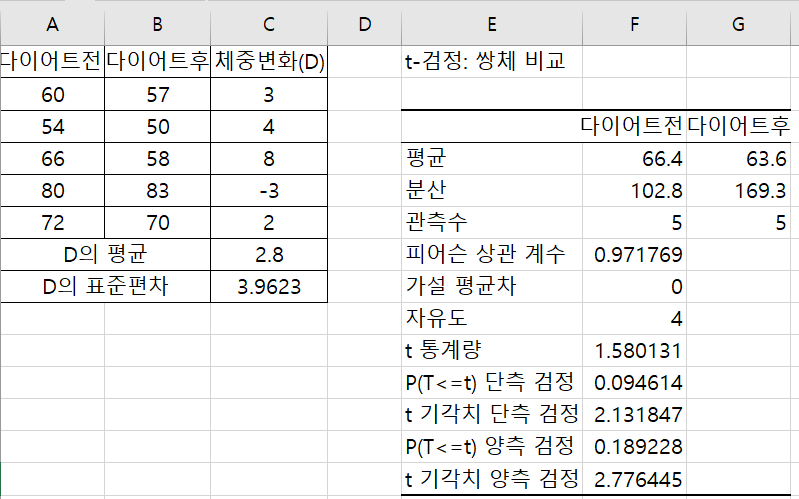 A B C D E F G
다이어트전 다이어트후 체중변화(D) t-검정: 쌍체 비교
60 57 3
54 50 4 다이어트전 다이어트후
66 58 8 평균 66.4 63.6
80 83 -3 분산 102.8 169.3
72 70 2 관측수 5 5
D의 평균 2.8 피어슨 상관 계수 0.971769
D의 표준편차 3.9623 가설 평균차 0
자유도 4
t 통계량 1.580131
P(T<=t) 단측 검정 0.094614
t 기각치 단측 검정 2.131847
P(T<=t) 양측 검정 0.189228
t 기각치 양측 검정 2.776445